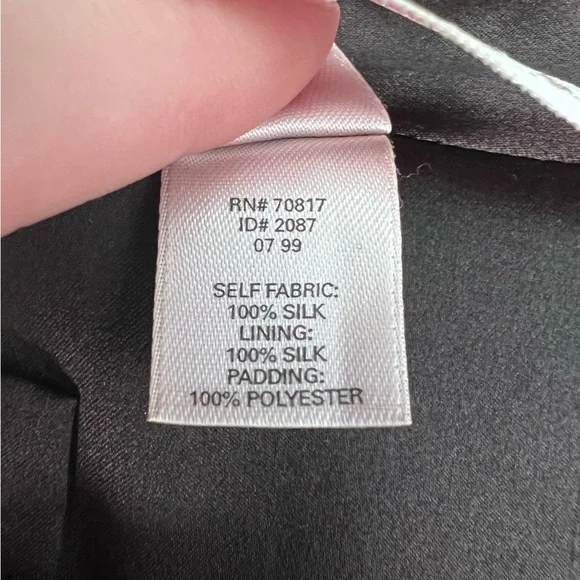 RN# 70817
ID# 2087
07 99
SELF FABRIC:
100% SILK
LINING:
100% SILK
PADDING:
100% POLYESTER